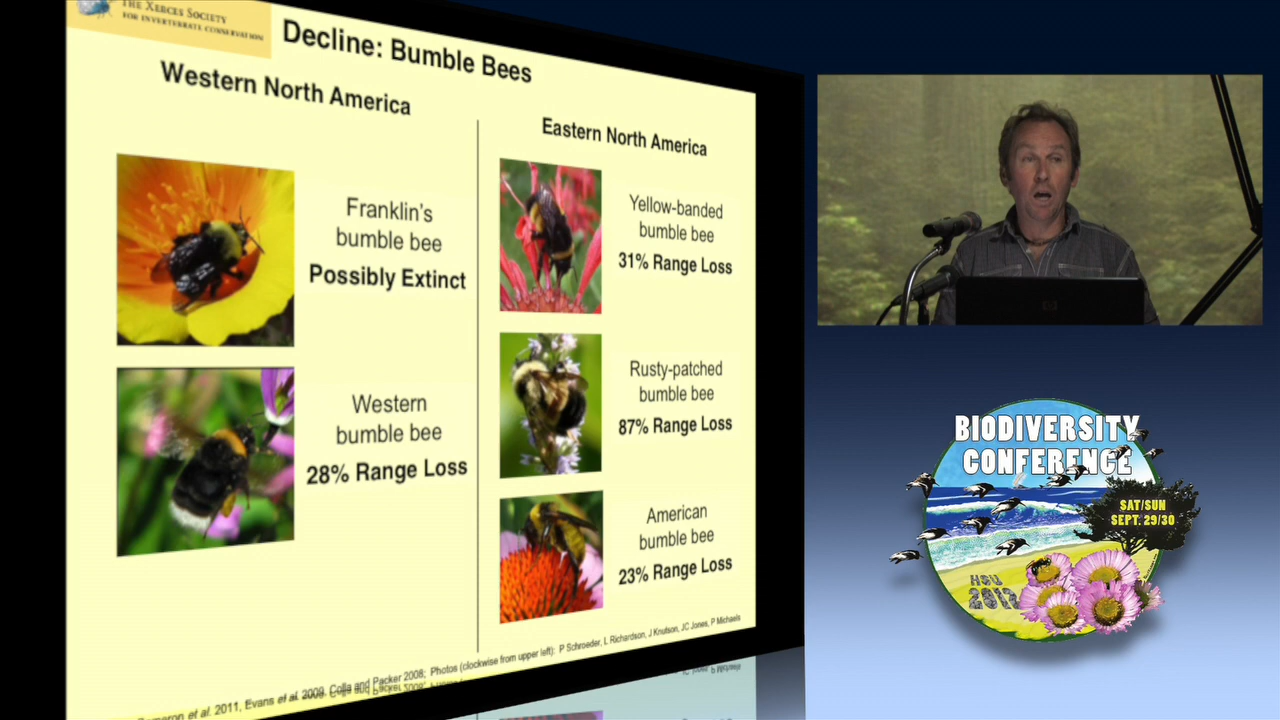 THE XERCES SOCIETY
FOR INVERTEBRATE CONSERVATION
Decline: Bumble Bees
Western North America
Franklin's
bumble bee
Possibly Extinct
Western
bumble bee
28% Range Loss
Eastern North America
Yellow-banded
bumble bee
31% Range Loss
Rusty-patched
bumble bee
87% Range Loss
American
bumble bee
23% Range Loss
et al. 2011, Evans et al. 2009, Colla and Packer 2008; Photos (clockwise from upper left): P Schroeder, L Richardson, J Knutson, JC Jones, P Michaels
BIODIVERSITY
CONFERENCE
SAT/SUN
SEPT. 29/30
HSU
2012
hp